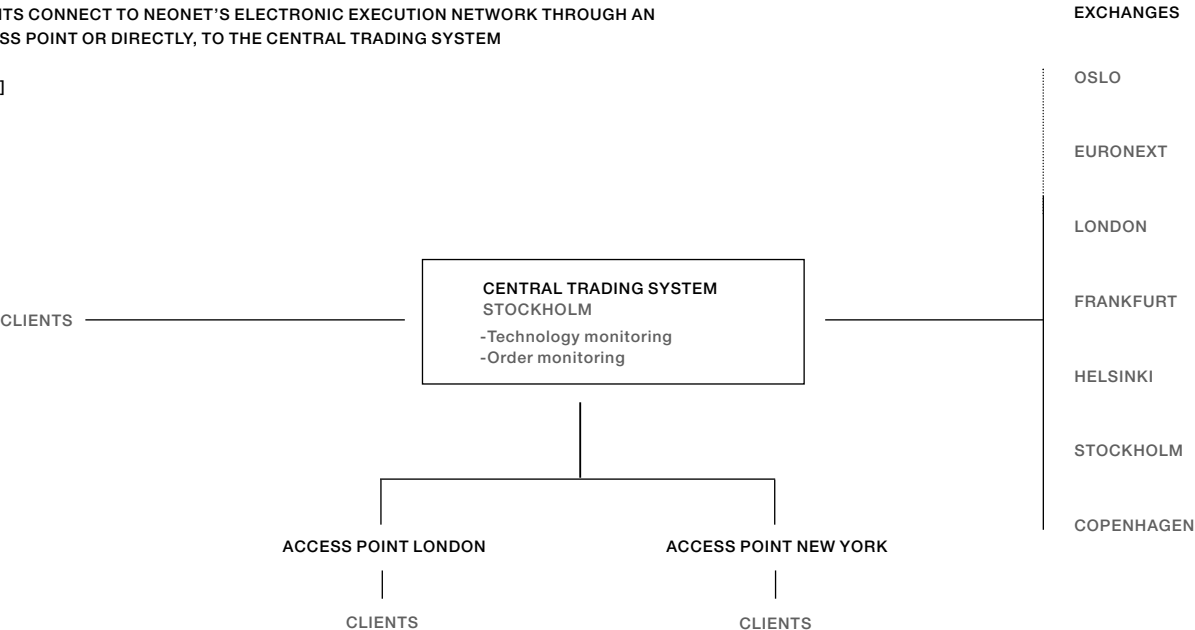 NTS CONNECT TO NEONET'S ELECTRONIC EXECUTION NETWORK THROUGH AN
SS POINT OR DIRECTLY, TO THE CENTRAL TRADING SYSTEM
]
EXCHANGES
OSLO
EURONEXT
LONDON
FRANKFURT
HELSINKI
STOCKHOLM
COPENHAGEN
CLIENTS
CENTRAL TRADING SYSTEM
STOCKHOLM
-Technology monitoring
-Order monitoring
ACCESS POINT LONDON
CLIENTS
ACCESS POINT NEW YORK
CLIENTS